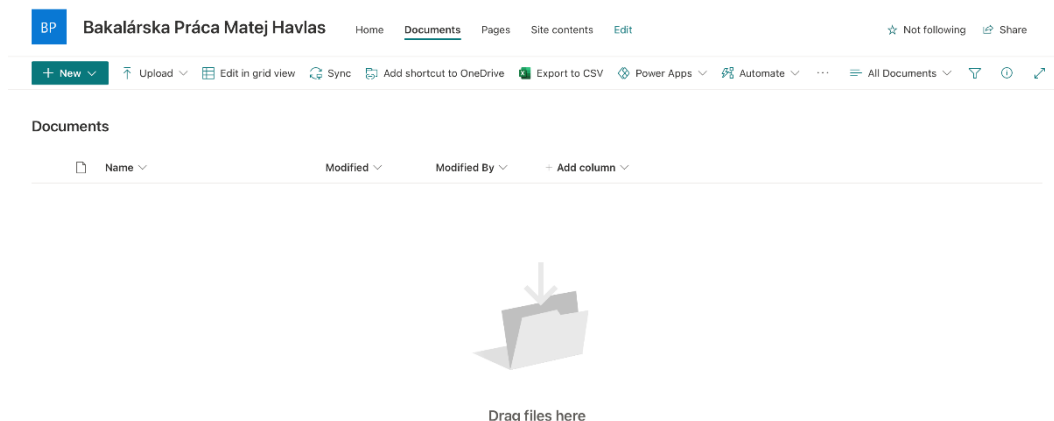 BP Bakalárska Práca Matej Havlas Home Documents Pages Site contents Edit Not following Share
New Upload Edit in grid view Sync Add shortcut to OneDrive Export to CSV Power Apps Automate ... All Documents
Documents
Name Modified Modified By + Add column
Drag files here